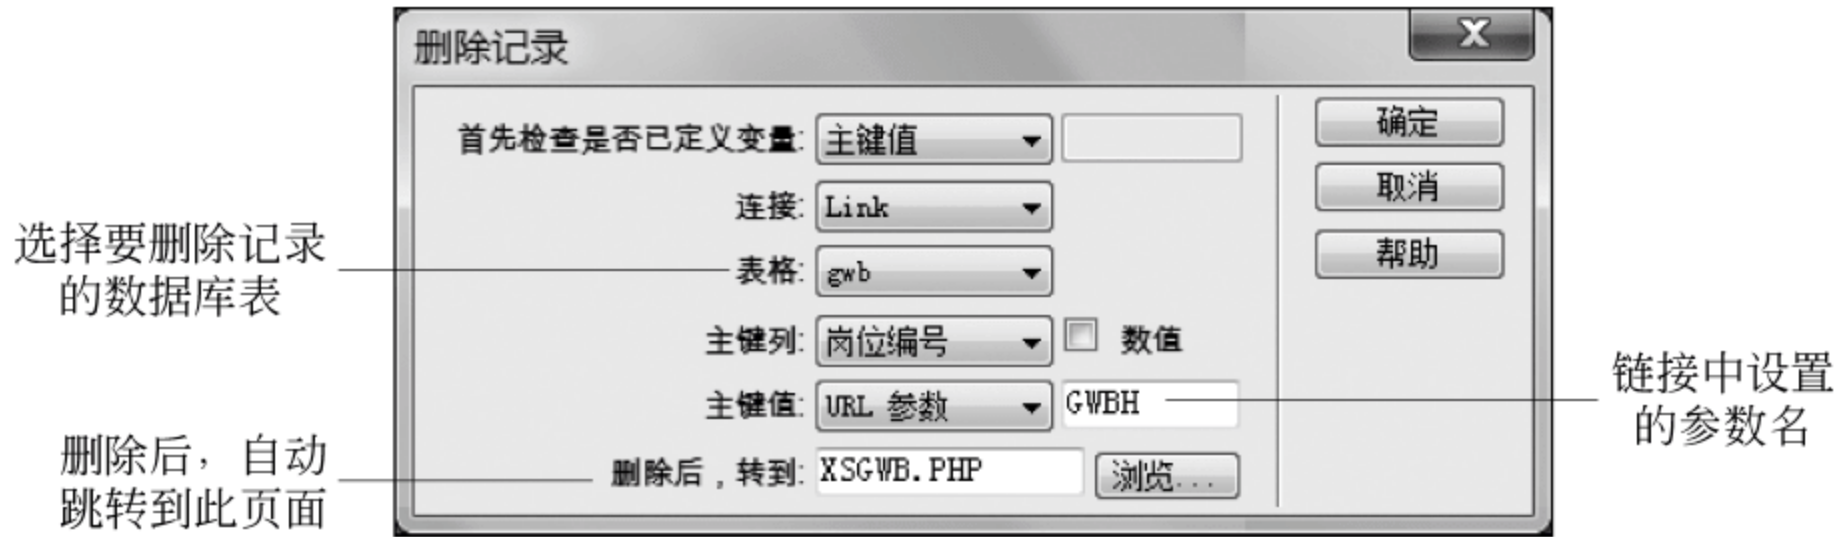 删除记录
X
首先检查是否已定义变量: 主键值
确定
连接: Link
取消
选择要删除记录
的数据库表
表格: gwb
帮助
主键列: 岗位编号 数值
主键值: URL 参数 GWBH
链接中设置
的参数名
删除后，自动
跳转到此页面
删除后，转到: XSGWB.PHP 浏览...